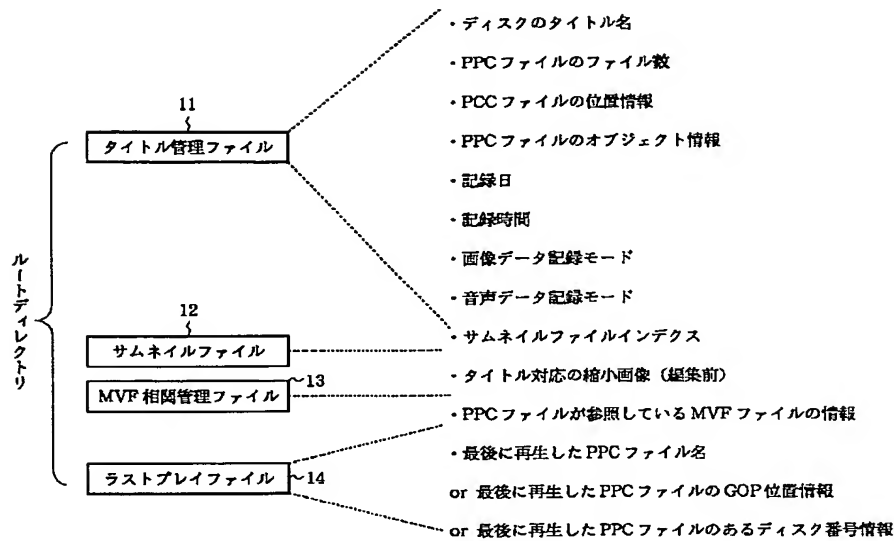 ・ディスクのタイトル名
・PPCファイルのファイル数
11
・PCCファイルの位置情報
タイトル管理ファイル
・PPCファイルのオブジェクト情報
・記録日
・記録時間
ルートディレクトリ
・画像データ記録モード
・音声データ記録モード
12
・サムネイルファイルインデクス
サムネイルファイル
・タイトル対応の縮小画像（編集前）
13
MVF相関管理ファイル
・PPCファイルが参照しているMVFファイルの情報
・最後に再生したPPCファイル名
ラストプレイファイル
14
or 最後に再生したPPCファイルのGOP位置情報
or 最後に再生したPPCファイルのあるディスク番号情報